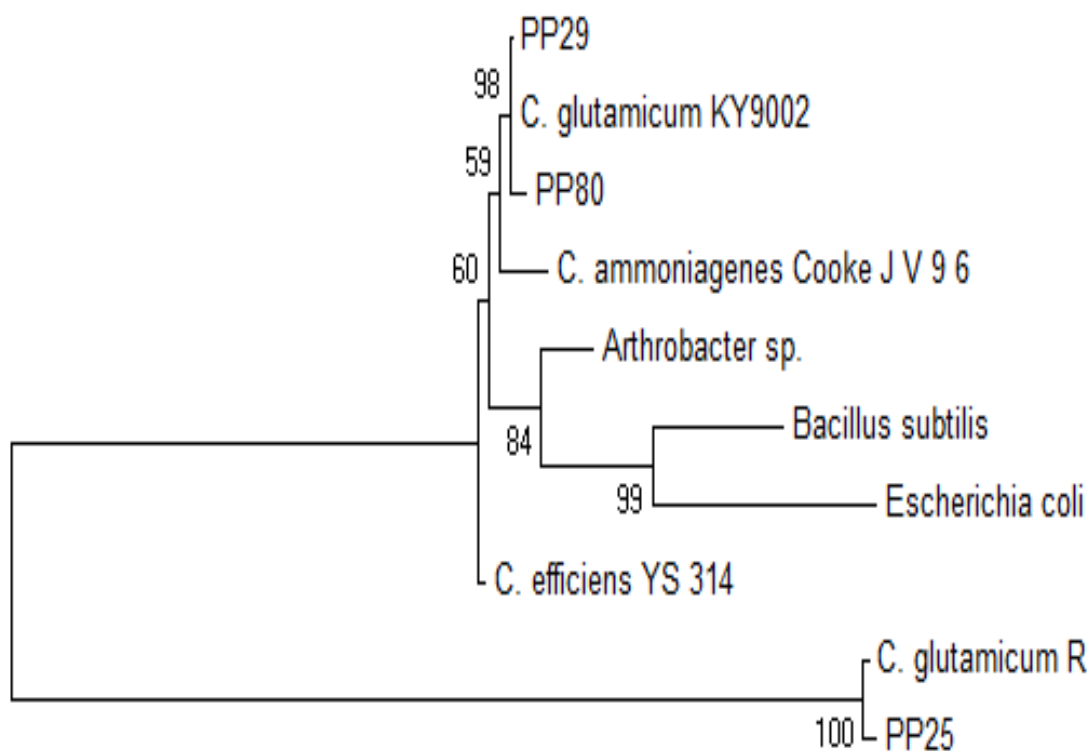 PP29
98
C. glutamicum KY9002
59
PP80
60
C. ammoniagenes Cooke J V 9 6
Arthrobacter sp.
Bacillus subtilis
84
99
Escherichia coli
C. efficiens YS 314
C. glutamicum R
100
PP25